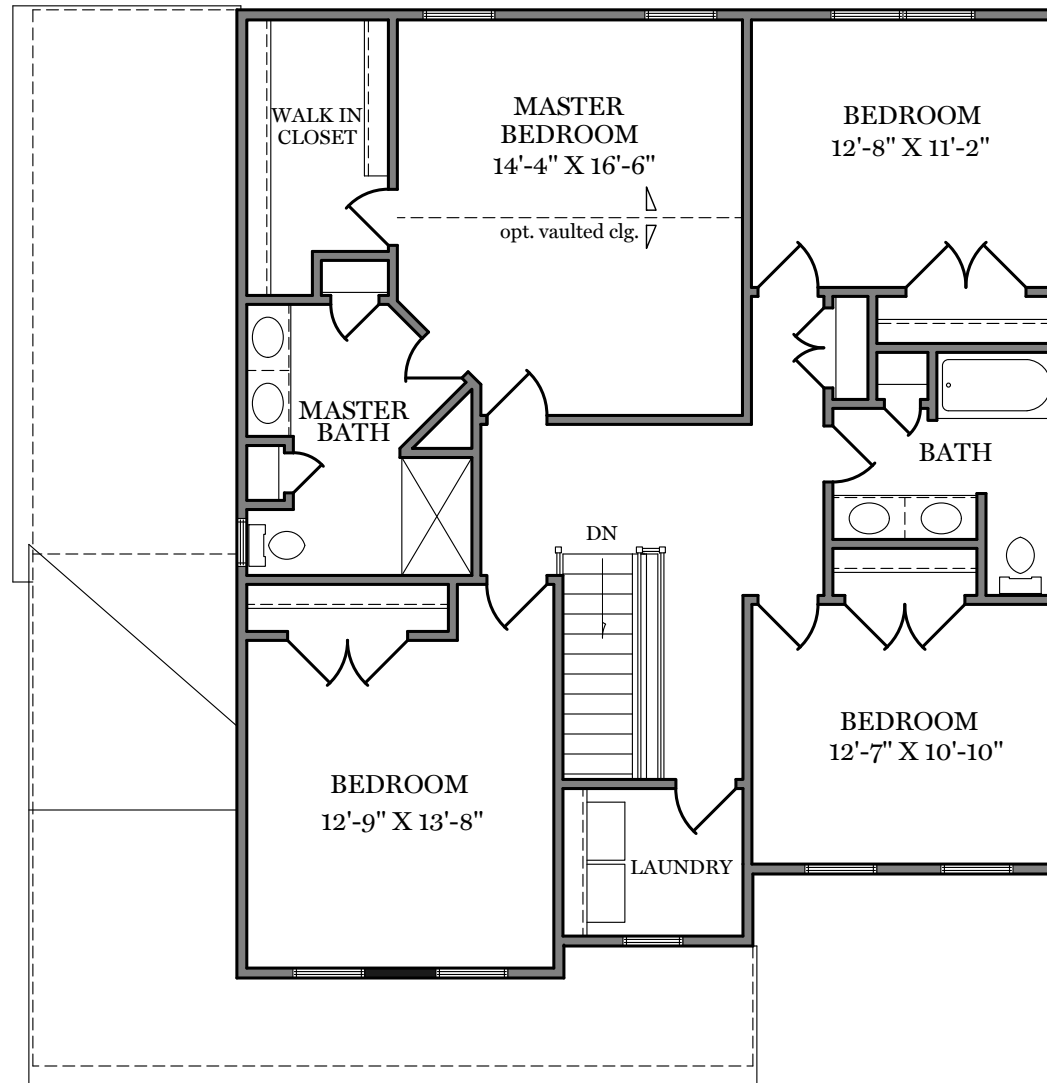 WALK IN
CLOSET
MASTER
BEDROOM
14'-4" X 16'-6"
opt. vaulted clg.
BEDROOM
12'-8" X 11'-2"
MASTER
BATH
BATH
DN
BEDROOM
12'-7" X 10'-10"
BEDROOM
12'-9" X 13'-8"
LAUNDRY